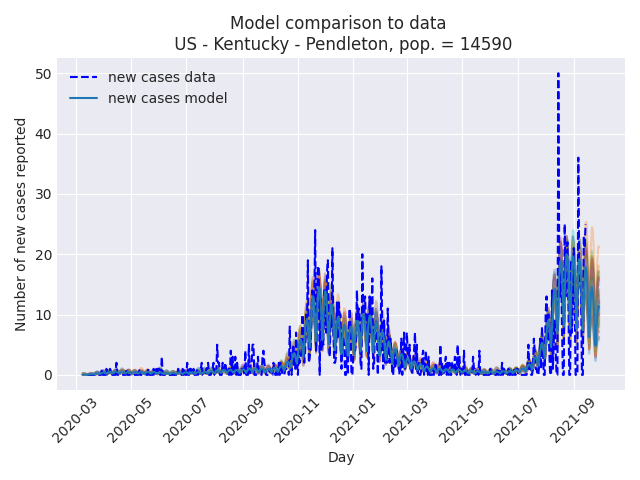 Model comparison to data
US - Kentucky - Pendleton, pop. = 14590
new cases data
new cases model
Number of new cases reported
50
40
30
20
10
0
2020-03
2020-05
2020-07
2020-09
2020-11
2021-01
2021-03
2021-05
2021-07
2021-09
Day